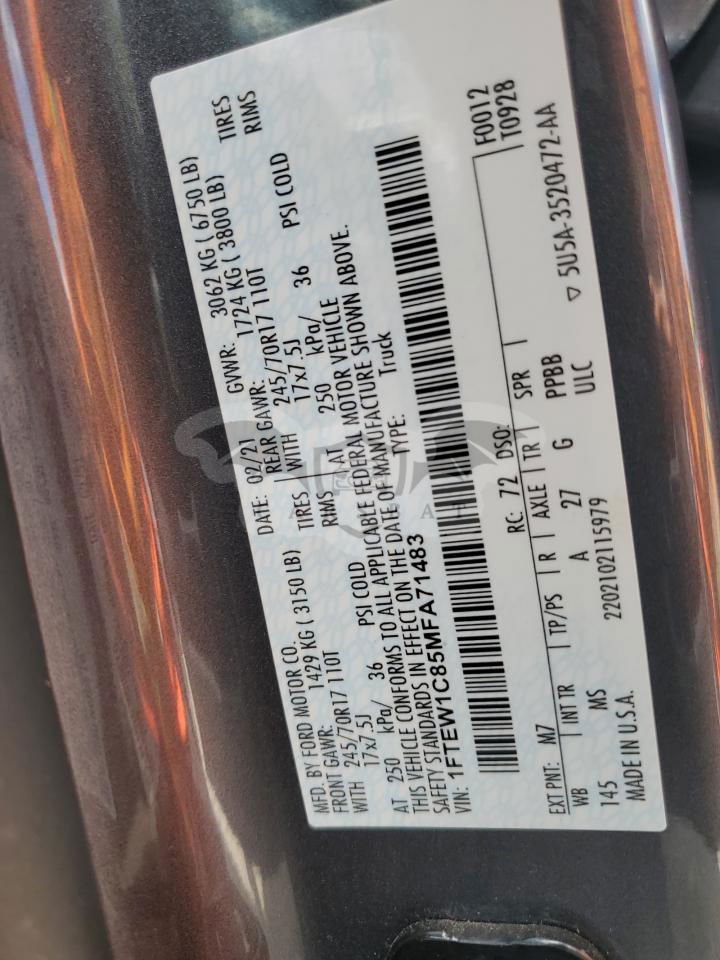 MFD. BY FORD MOTOR CO.
DATE: 02/21 GVWR: 3062 KG ( 6750 LB)
FRONT GAWR: 1429 KG ( 3150 LB) REAR GAWR: 1724 KG ( 3800 LB)
WITH 245/70R17 110T TIRES WITH 245/70R17 110T TIRES
17x7.5J RIMS 17x7.5J RIMS
AT 250 kPa/ 36 PSI COLD AT 250 kPa/ 36 PSI COLD
THIS VEHICLE CONFORMS TO ALL APPLICABLE FEDERAL MOTOR VEHICLE
SAFETY STANDARDS IN EFFECT ON THE DATE OF MANUFACTURE SHOWN ABOVE.
VIN: 1FTEW1C85MFA71483 TYPE: Truck
F0012
T0928
EXT PNT: M7 RC: 72 DSO:
WB INT TR TP/PS R AXLE TR SPR
145 MS A 27 G PPBB
ULC
MADE IN U.S.A. 2202102115979
▽ 5U5A-3520472-AA